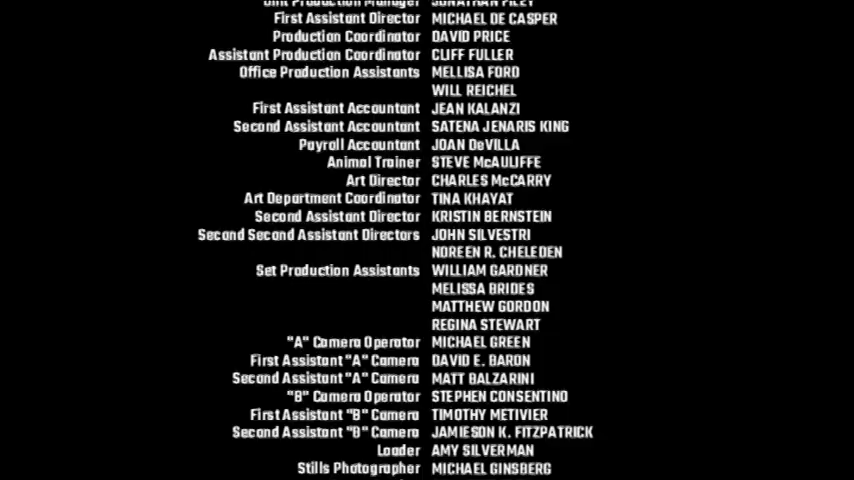 Unit Production Manager JONATHAN FILEY
First Assistant Director MICHAEL DE CASPER
Production Coordinator DAVID PRICE
Assistant Production Coordinator CLIFF FULLER
Office Production Assistants MELLISA FORD
WILL REICHEL
First Assistant Accountant JEAN KALANZI
Second Assistant Accountant SATENA JENARIS KING
Payroll Accountant JOAN DeVILLA
Animal Trainer STEVE McAULIFFE
Art Director CHARLES McCARRY
Art Department Coordinator TINA KHAYAT
Second Assistant Director KRISTIN BERNSTEIN
Second Second Assistant Directors JOHN SILVESTRI
NOREEN R. CHELEDEN
Set Production Assistants WILLIAM GARDNER
MELISSA BRIDES
MATTHEW GORDON
REGINA STEWART
"A" Camera Operator MICHAEL GREEN
First Assistant "A" Camera DAVID E. BARON
Second Assistant "A" Camera MATT BALZARINI
"B" Camera Operator STEPHEN CONSENTINO
First Assistant "B" Camera TIMOTHY METIVIER
Second Assistant "B" Camera JAMIESON K. FITZPATRICK
Loader AMY SILVERMAN
Stills Photographer MICHAEL GINSBERG